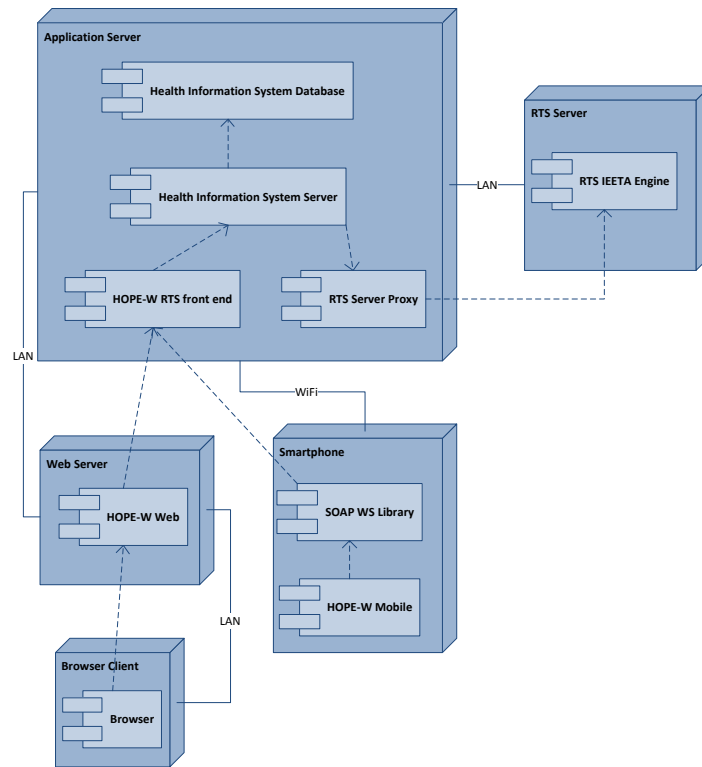 Application Server
Health Information System Database
RTS Server
RTS IEETA Engine
LAN
Health Information System Server
HOPE-W RTS front end
RTS Server Proxy
LAN
WiFi
Web Server
Smartphone
HOPE-W Web
SOAP WS Library
HOPE-W Mobile
LAN
Browser Client
Browser